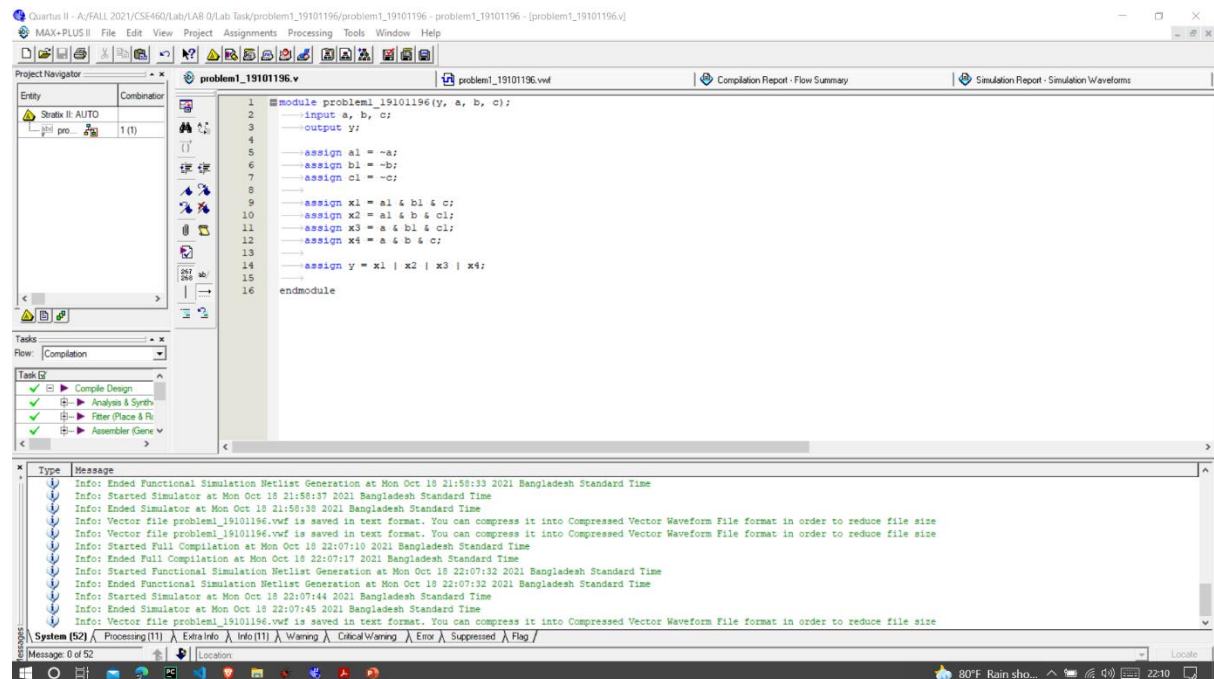 Quartus II - A:/FALL 2021/CSE460/Lab/LAB 0/Lab Task/problem1_19101196/problem1_19101196 - problem1_19101196 - [problem1_19101196.v]
MAX+PLUS II File Edit View Project Assignments Processing Tools Window Help
Project Navigator
problem1_19101196.v
problem1_19101196.vwf
Compilation Report - Flow Summary
Simulation Report - Simulation Waveforms
Entity Combination
Stratix II: AUTO
pro... 1 (1)
1 module problem1_19101196(y, a, b, c);
2 input a, b, c;
3 output y;
4
5 assign a1 = ~a;
6 assign b1 = ~b;
7 assign c1 = ~c;
8
9 assign x1 = a1 & b1 & c;
10 assign x2 = a1 & b & c1;
11 assign x3 = a & b1 & c1;
12 assign x4 = a & b & c;
13
14 assign y = x1 | x2 | x3 | x4;
15
16 endmodule
267
268 ab/
Tasks
Flow: Compilation
Task
Compile Design
Analysis & Synthe
Fitter (Place & Ro
Assembler (Gene
Type Message
Info: Ended Functional Simulation Netlist Generation at Mon Oct 18 21:58:33 2021 Bangladesh Standard Time
Info: Started Simulator at Mon Oct 18 21:58:37 2021 Bangladesh Standard Time
Info: Ended Simulator at Mon Oct 18 21:58:38 2021 Bangladesh Standard Time
Info: Vector file problem1_19101196.vwf is saved in text format. You can compress it into Compressed Vector Waveform File format in order to reduce file size
Info: Vector file problem1_19101196.vwf is saved in text format. You can compress it into Compressed Vector Waveform File format in order to reduce file size
Info: Started Full Compilation at Mon Oct 18 22:07:10 2021 Bangladesh Standard Time
Info: Ended Full Compilation at Mon Oct 18 22:07:17 2021 Bangladesh Standard Time
Info: Started Functional Simulation Netlist Generation at Mon Oct 18 22:07:32 2021 Bangladesh Standard Time
Info: Ended Functional Simulation Netlist Generation at Mon Oct 18 22:07:32 2021 Bangladesh Standard Time
Info: Started Simulator at Mon Oct 18 22:07:44 2021 Bangladesh Standard Time
Info: Ended Simulator at Mon Oct 18 22:07:45 2021 Bangladesh Standard Time
Info: Vector file problem1_19101196.vwf is saved in text format. You can compress it into Compressed Vector Waveform File format in order to reduce file size
Messages
System (52) Processing (11) Extra Info Info (11) Warning Critical Warning Error Suppressed Flag
Message: 0 of 52 Location: Locate
80°F Rain sho... 22:10